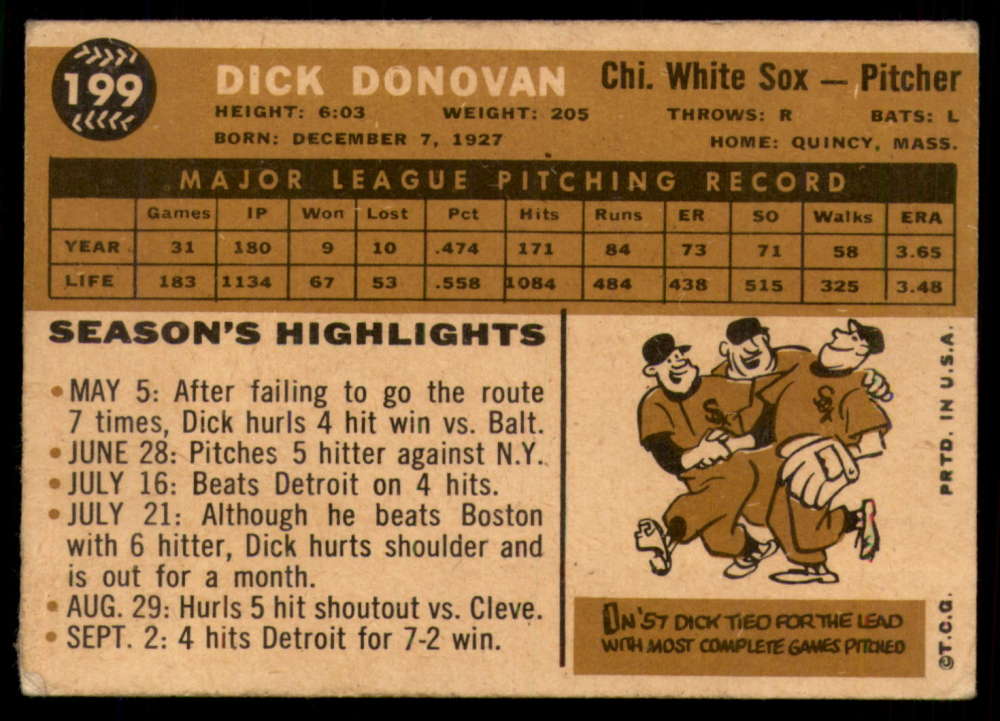 199
DICK DONOVAN Chi. White Sox — Pitcher
HEIGHT: 6:03 WEIGHT: 205 THROWS: R BATS: L
BORN: DECEMBER 7, 1927 HOME: QUINCY, MASS.
MAJOR LEAGUE PITCHING RECORD
Games IP Won Lost Pct Hits Runs ER SO Walks ERA
YEAR 31 180 9 10 .474 171 84 73 71 58 3.65
LIFE 183 1134 67 53 .558 1084 484 438 515 325 3.48
SEASON'S HIGHLIGHTS
• MAY 5: After failing to go the route
7 times, Dick hurls 4 hit win vs. Balt.
• JUNE 28: Pitches 5 hitter against N.Y.
• JULY 16: Beats Detroit on 4 hits.
• JULY 21: Although he beats Boston
with 6 hitter, Dick hurts shoulder and
is out for a month.
• AUG. 29: Hurls 5 hit shoutout vs. Cleve.
• SEPT. 2: 4 hits Detroit for 7-2 win.
SOX
SOX
IN '57 DICK TIED FOR THE LEAD
WITH MOST COMPLETE GAMES PITCHED
©T.C.G. PRTD. IN U.S.A.